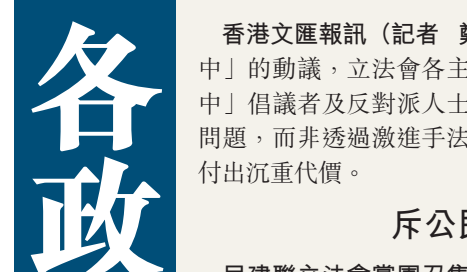 各政
香港文匯報訊（記者
中」的動議，立法會各主
中」倡議者及反對派人士
問題，而非透過激進手法
付出沉重代價。
斥公
民建聯立法會黨團召集